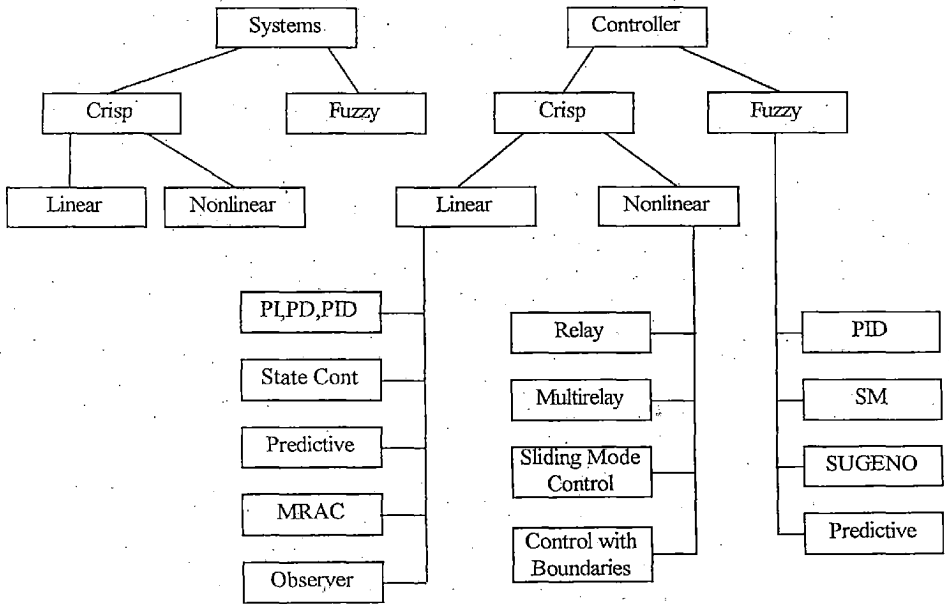 Systems
Controller
Crisp
Fuzzy
Crisp
Fuzzy
Linear
Nonlinear
Linear
Nonlinear
PI,PD,PID
State Cont
Predictive
MRAC
Observer
Relay
Multirelay
Sliding Mode
Control
Control with
Boundaries
PID
SM
SUGENO
Predictive